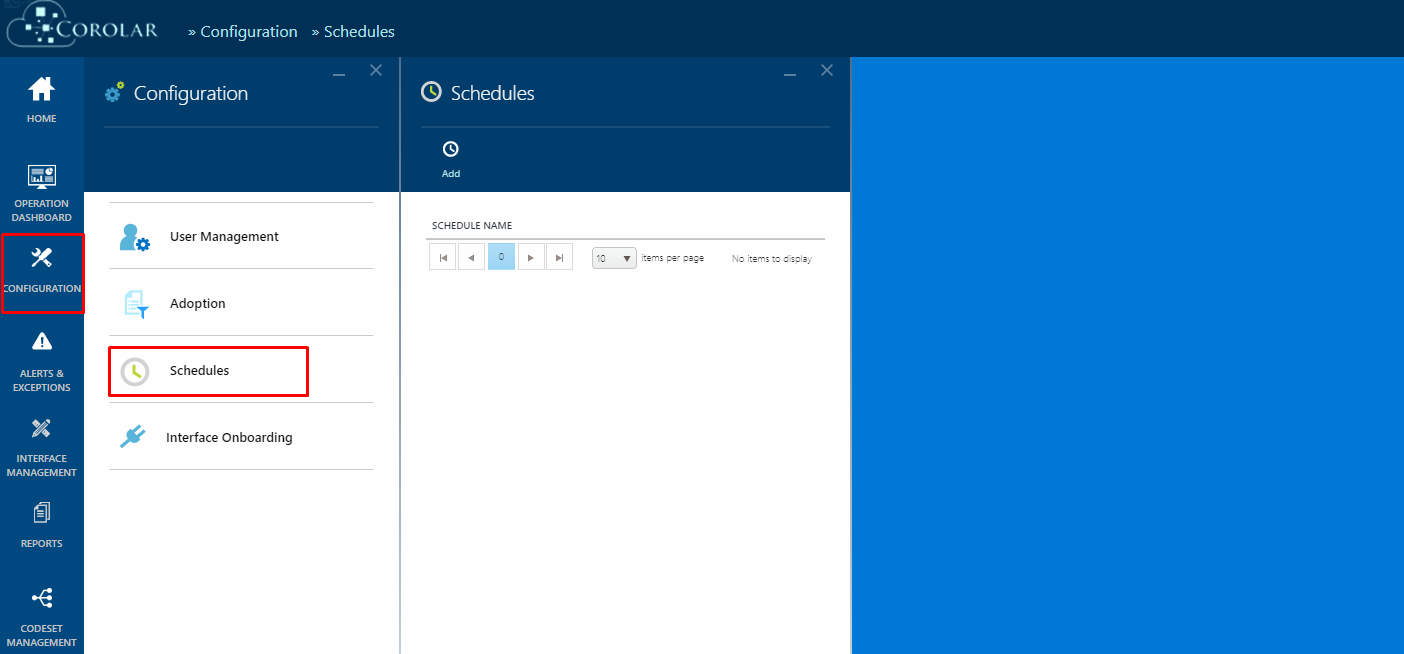 COROLAR
» Configuration » Schedules
HOME
OPERATION
DASHBOARD
CONFIGURATION
ALERTS &
EXCEPTIONS
INTERFACE
MANAGEMENT
REPORTS
CODESET
MANAGEMENT
Configuration
User Management
Adoption
Schedules
Interface Onboarding
Schedules
Add
SCHEDULE NAME
0
10
items per page
No items to display